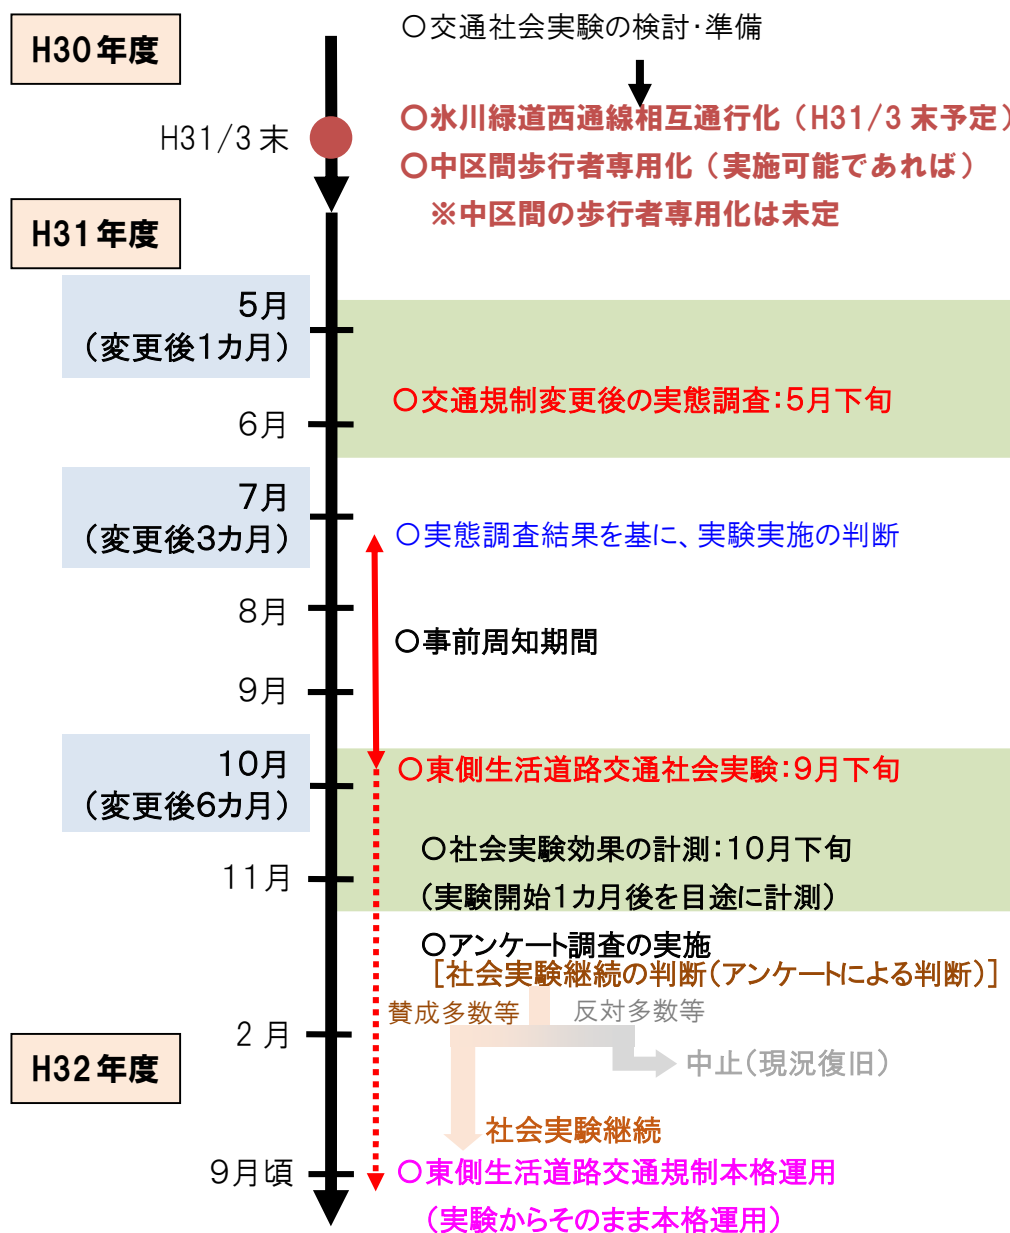 H30年度
○交通社会実験の検討・準備
H31/3末
○氷川緑道西通線相互通行化（H31/3末予定）
○中区間歩行者専用化（実施可能であれば）
※中区間の歩行者専用化は未定
H31年度
5月
（変更後1カ月）
○交通規制変更後の実態調査：5月下旬
6月
7月
（変更後3カ月）
○実態調査結果を基に、実験実施の判断
8月
○事前周知期間
9月
10月
（変更後6カ月）
○東側生活道路交通社会実験：9月下旬
○社会実験効果の計測：10月下旬
11月
（実験開始1カ月後を目途に計測）
○アンケート調査の実施
［社会実験継続の判断（アンケートによる判断）］
賛成多数等
反対多数等
2月
中止（現況復旧）
H32年度
社会実験継続
9月頃
○東側生活道路交通規制本格運用
（実験からそのまま本格運用）